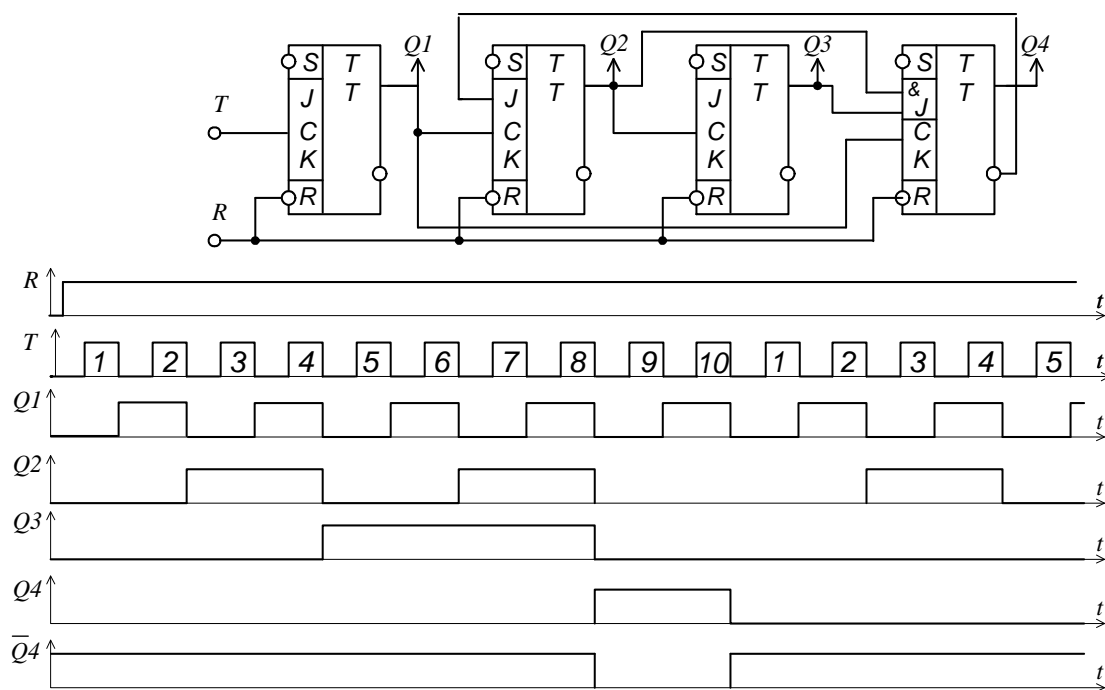 Q1 Q2 Q3 Q4
S T S T S T S T
T T T & T
T J J J J
C C C C
K K K
R R R R
R
R t
T 1 2 3 4 5 6 7 8 9 10 1 2 3 4 5 t
Q1 t
Q2 t
Q3 t
Q4 t
Q̅4 t